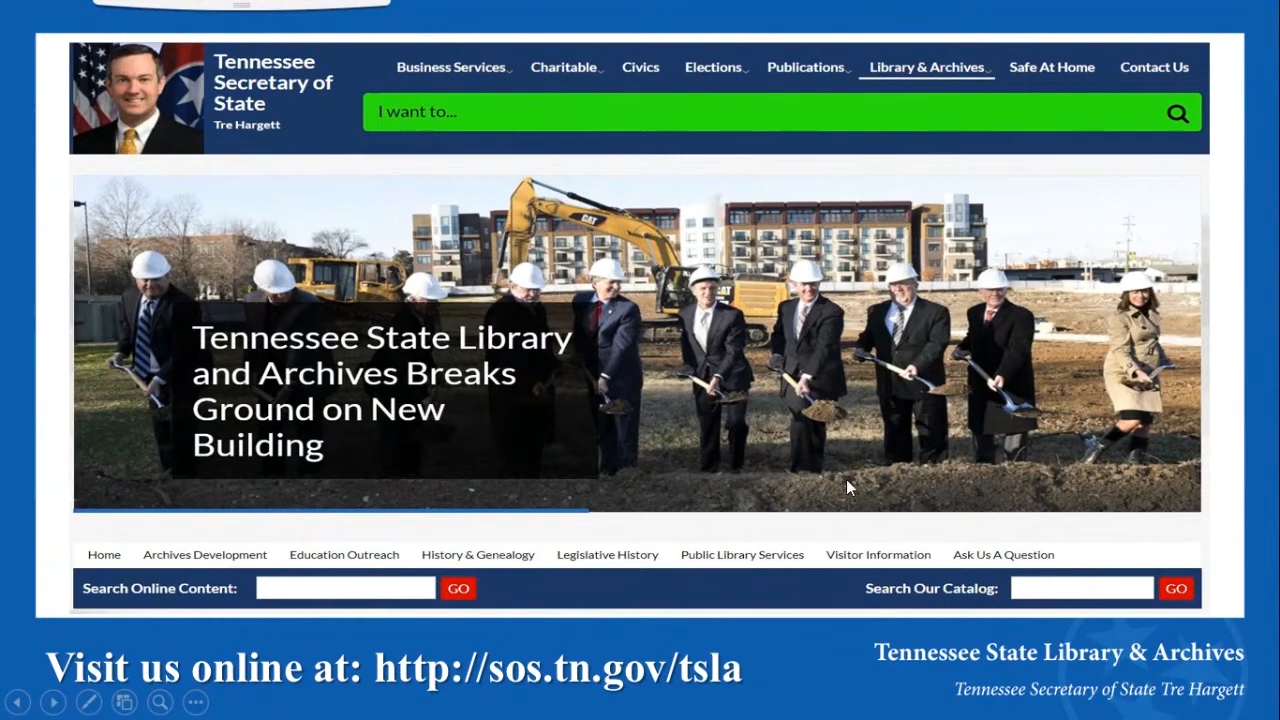 Tennessee
Secretary of
State
Tre Hargett
Business Services Charitable Civics Elections Publications Library & Archives Safe At Home Contact Us
I want to...
CAT
CAT
Tennessee State Library
and Archives Breaks
Ground on New
Building
Home Archives Development Education Outreach History & Genealogy Legislative History Public Library Services Visitor Information Ask Us A Question
Search Online Content: GO Search Our Catalog: GO
Visit us online at: http://sos.tn.gov/tsla
Tennessee State Library & Archives
Tennessee Secretary of State Tre Hargett